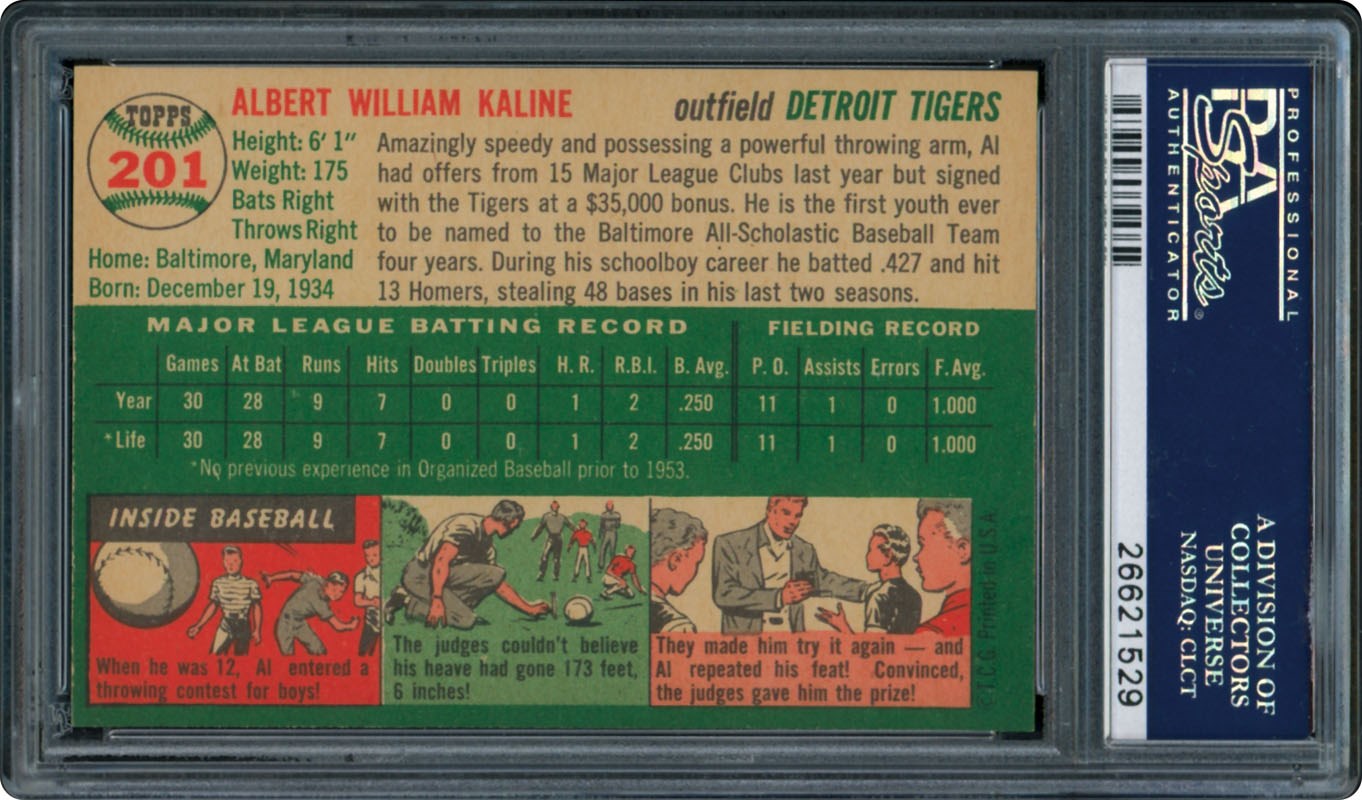 TOPPS
201
ALBERT WILLIAM KALINE
outfield DETROIT TIGERS
Height: 6' 1"
Weight: 175
Bats Right
Throws Right
Home: Baltimore, Maryland
Born: December 19, 1934
Amazingly speedy and possessing a powerful throwing arm, Al
had offers from 15 Major League Clubs last year but signed
with the Tigers at a $35,000 bonus. He is the first youth ever
to be named to the Baltimore All-Scholastic Baseball Team
four years. During his schoolboy career he batted .427 and hit
13 Homers, stealing 48 bases in his last two seasons.
MAJOR LEAGUE BATTING RECORD FIELDING RECORD
Games At Bat Runs Hits Doubles Triples H. R. R.B.I. B. Avg. P. O. Assists Errors F. Avg.
Year 30 28 9 7 0 0 1 2 .250 11 1 0 1.000
*Life 30 28 9 7 0 0 1 2 .250 11 1 0 1.000
*No previous experience in Organized Baseball prior to 1953.
INSIDE BASEBALL
When he was 12, Al entered a
throwing contest for boys!
The judges couldn't believe
his heave had gone 173 feet,
6 inches!
They made him try it again — and
Al repeated his feat! Convinced,
the judges gave him the prize!
© T.C.G. Printed in U.S.A.
PROFESSIONAL
PSA
Sports®
AUTHENTICATOR
A DIVISION OF
COLLECTORS
UNIVERSE
NASDAQ: CLCT
26621529